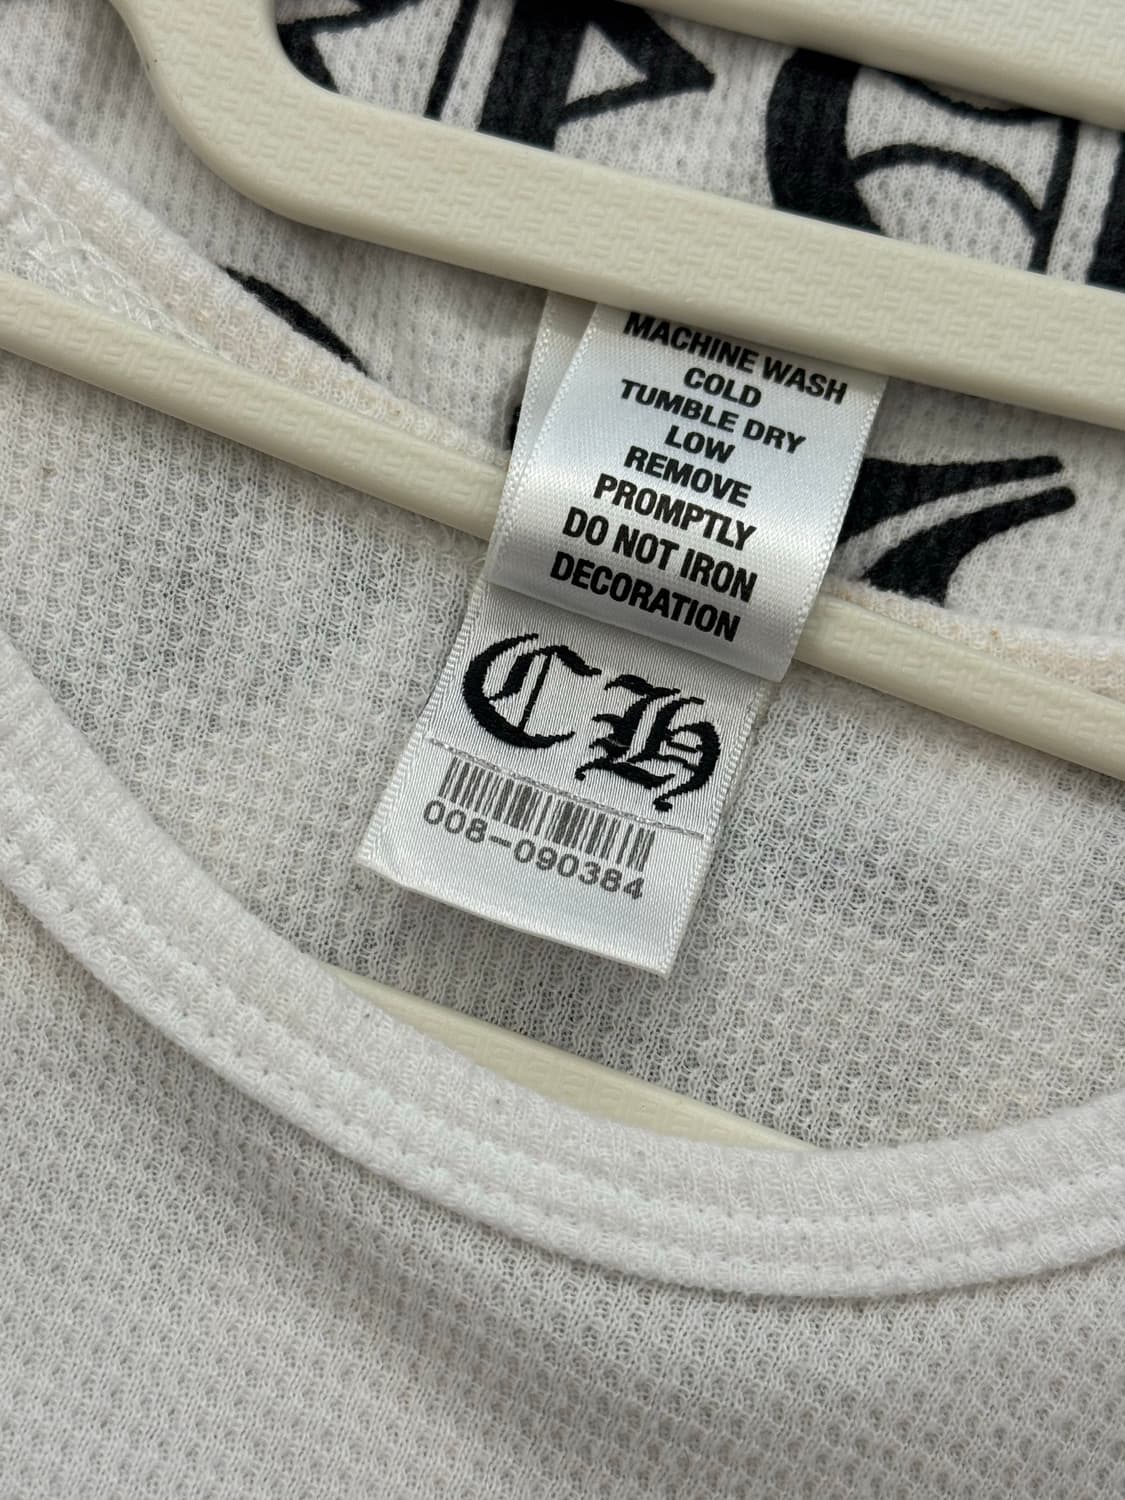 MACHINE WASH
COLD
TUMBLE DRY
LOW
REMOVE
PROMPTLY
DO NOT IRON
DECORATION
CH
008-090384